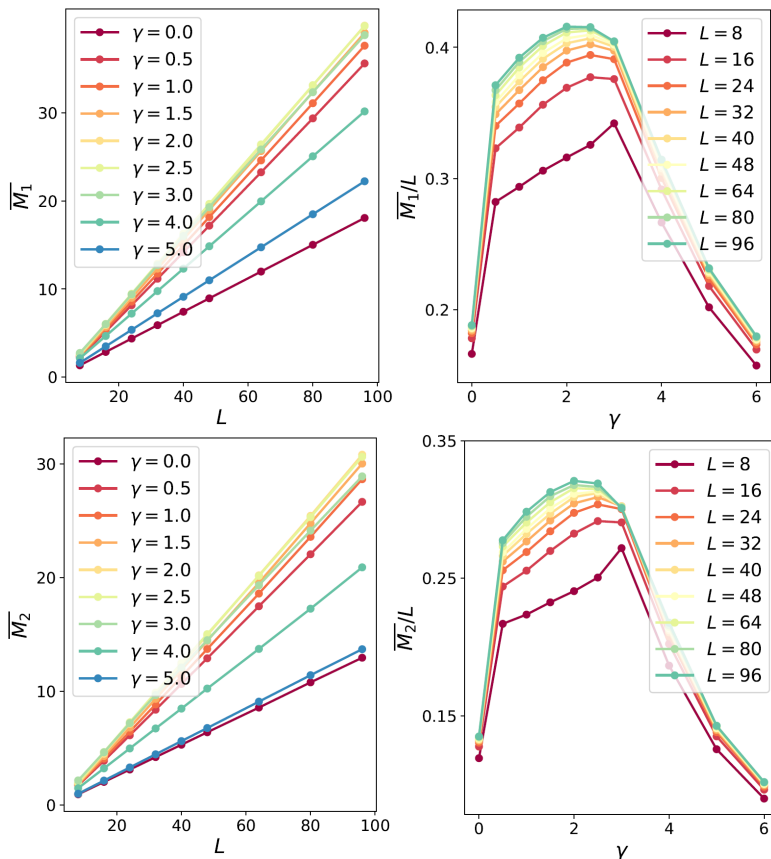 γ = 0.0
γ = 0.5
γ = 1.0
γ = 1.5
γ = 2.0
γ = 2.5
γ = 3.0
γ = 4.0
γ = 5.0
30
20
10
0
M₁
20 40 60 80 100
L
L = 8
L = 16
L = 24
L = 32
L = 40
L = 48
L = 64
L = 80
L = 96
0.4
0.3
0.2
M₁/L
0 2 4 6
γ
γ = 0.0
γ = 0.5
γ = 1.0
γ = 1.5
γ = 2.0
γ = 2.5
γ = 3.0
γ = 4.0
γ = 5.0
30
20
10
0
M₂
20 40 60 80 100
L
L = 8
L = 16
L = 24
L = 32
L = 40
L = 48
L = 64
L = 80
L = 96
0.35
0.25
0.15
M₂/L
0 2 4 6
γ